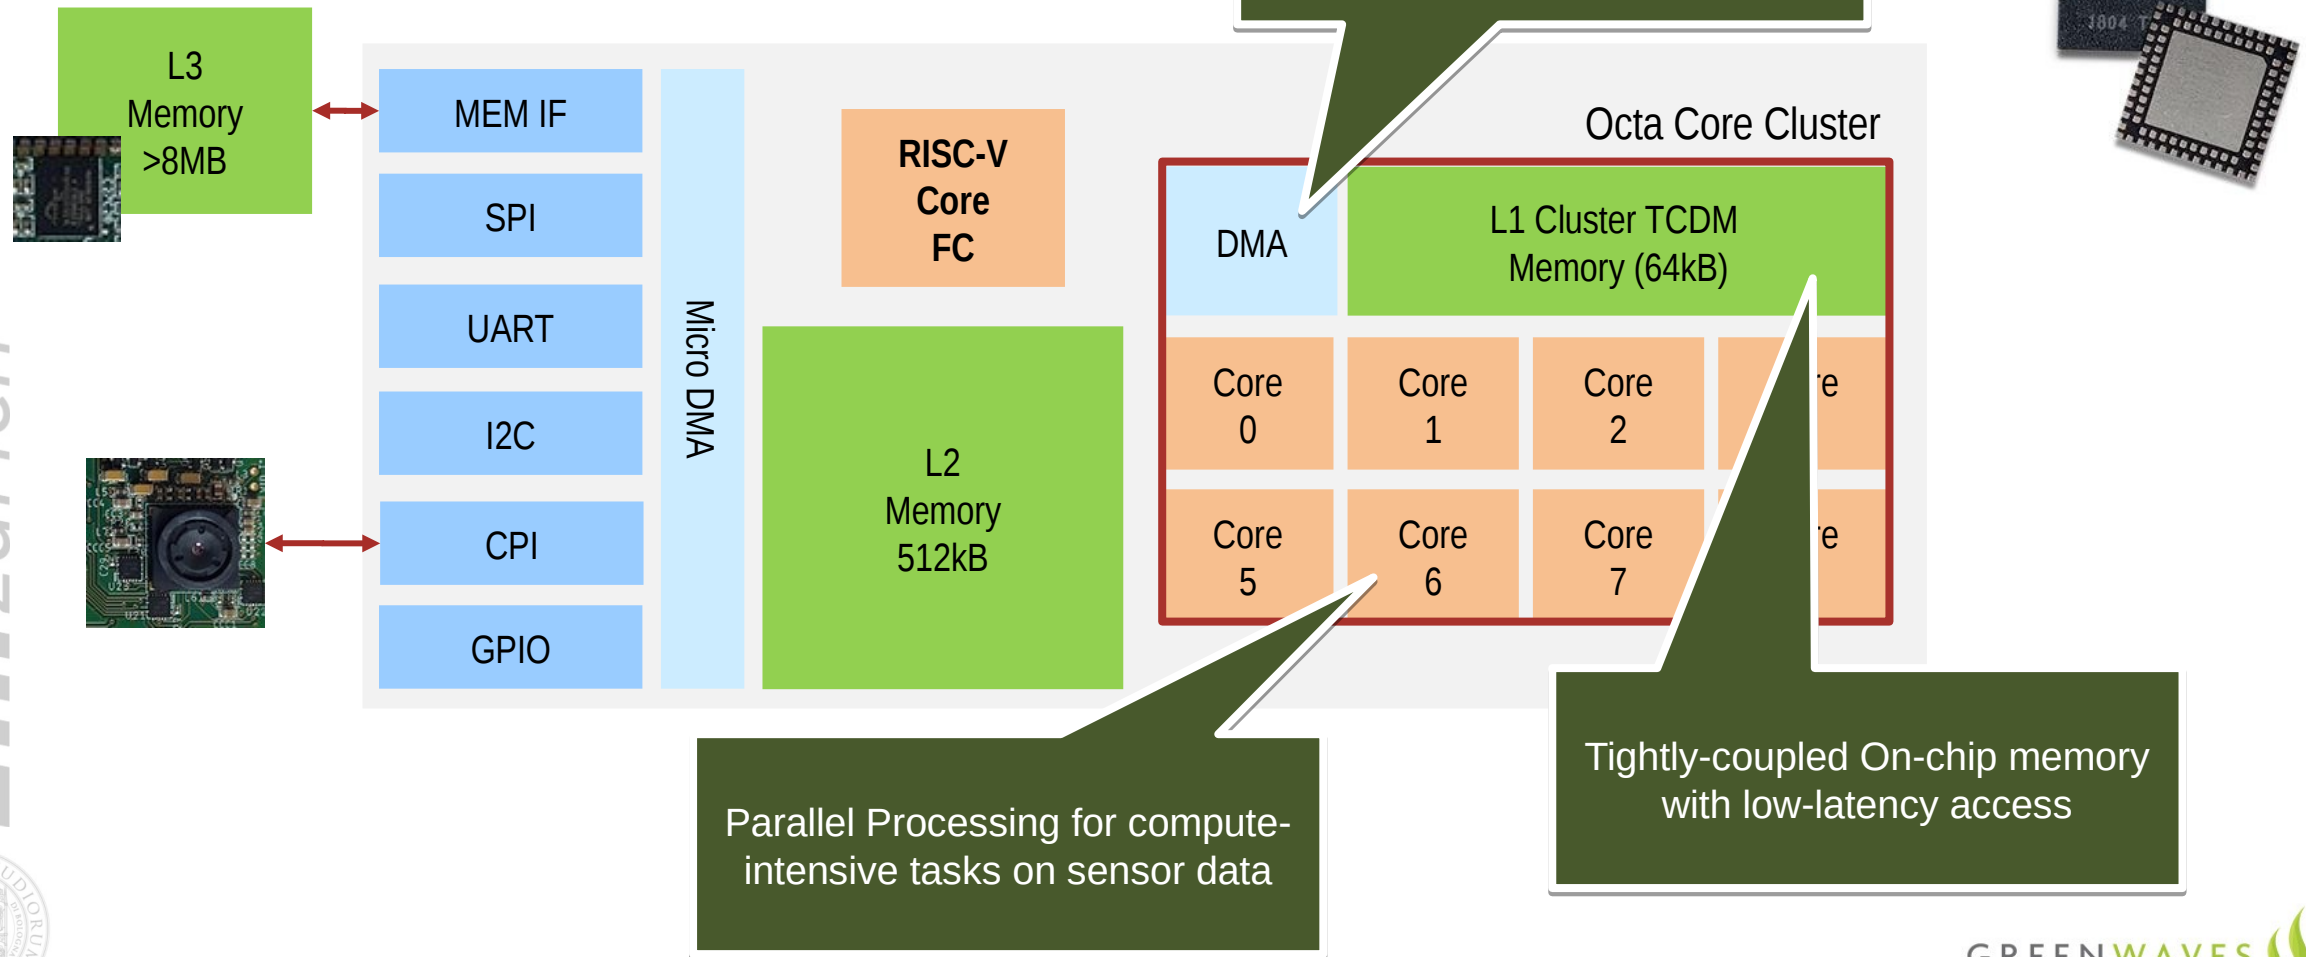 L3
Memory
>8MB
MEM IF
SPI
UART
I2C
CPI
GPIO
Micro DMA
RISC-V
Core
FC
L2
Memory
512kB
Octa Core Cluster
DMA
L1 Cluster TCDM
Memory (64kB)
Core
0
Core
1
Core
2
Core
5
Core
6
Core
7
Parallel Processing for compute-
intensive tasks on sensor data
Tightly-coupled On-chip memory
with low-latency access
GREENWAVES